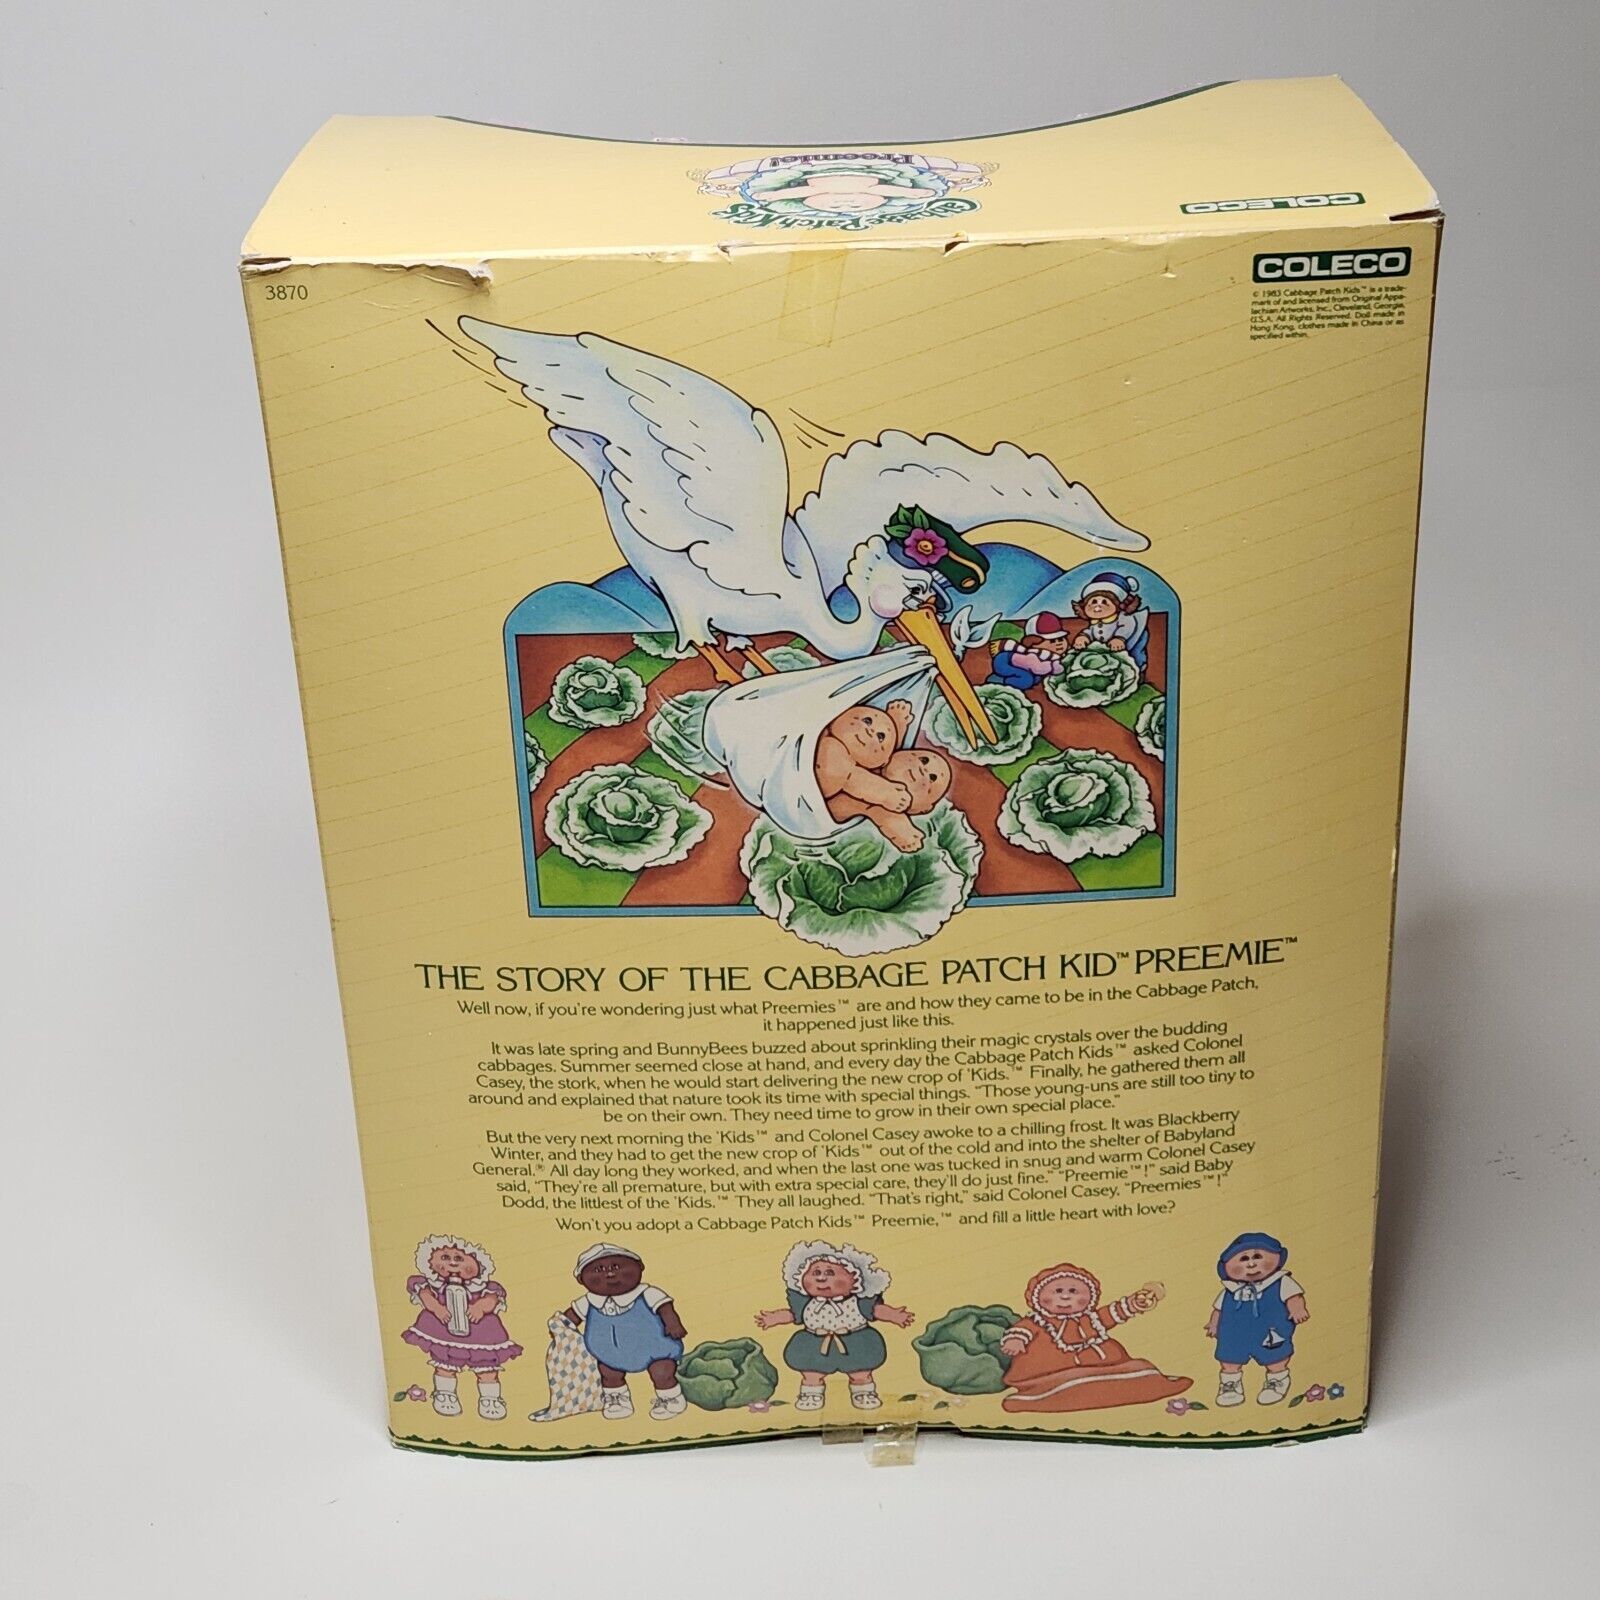 Preemie!
Cabbage Patch Kids
COLECO
3870
COLECO
© 1983 Cabbage Patch Kids™ is a trade-
mark of and licensed from Original Appa-
lachian Artworks, Inc., Cleveland, Georgia,
U.S.A. All Rights Reserved. Doll made in
Hong Kong, clothes made in China or as
specified within.
THE STORY OF THE CABBAGE PATCH KID™ PREEMIE™
Well now, if you're wondering just what Preemies™ are and how they came to be in the Cabbage Patch,
it happened just like this.
It was late spring and BunnyBees buzzed about sprinkling their magic crystals over the budding
cabbages. Summer seemed close at hand, and every day the Cabbage Patch Kids™ asked Colonel
Casey, the stork, when he would start delivering the new crop of 'Kids.™ Finally, he gathered them all
around and explained that nature took its time with special things. "Those young-uns are still too tiny to
be on their own. They need time to grow in their own special place."
But the very next morning the 'Kids™ and Colonel Casey awoke to a chilling frost. It was Blackberry
Winter, and they had to get the new crop of 'Kids™ out of the cold and into the shelter of Babyland
General.® All day long they worked, and when the last one was tucked in snug and warm Colonel Casey
said, "They're all premature, but with extra special care, they'll do just fine." "Preemie™!" said Baby
Dodd, the littlest of the 'Kids.™ They all laughed. "That's right," said Colonel Casey, "Preemies™!"
Won't you adopt a Cabbage Patch Kids™ Preemie,™ and fill a little heart with love?